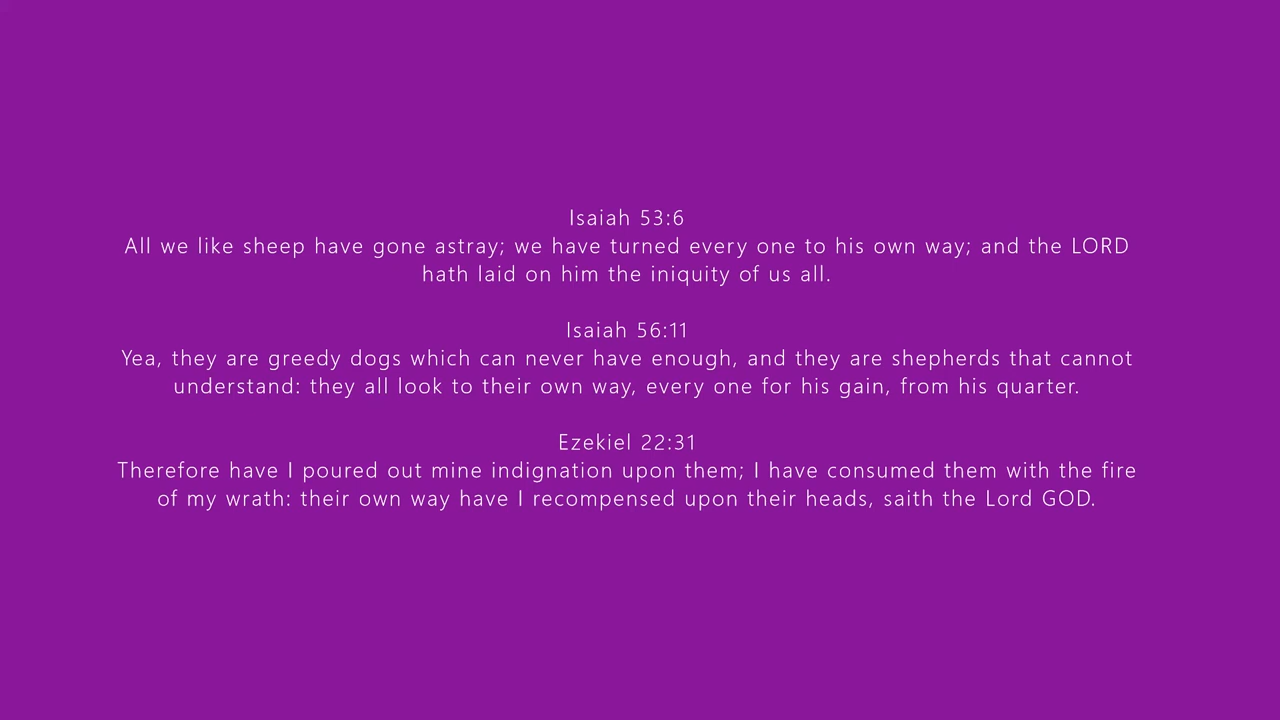 Isaiah 53:6
All we like sheep have gone astray; we have turned every one to his own way; and the LORD
hath laid on him the iniquity of us all.
Isaiah 56:11
Yea, they are greedy dogs which can never have enough, and they are shepherds that cannot
understand: they all look to their own way, every one for his gain, from his quarter.
Ezekiel 22:31
Therefore have I poured out mine indignation upon them; I have consumed them with the fire
of my wrath: their own way have I recompensed upon their heads, saith the Lord GOD.